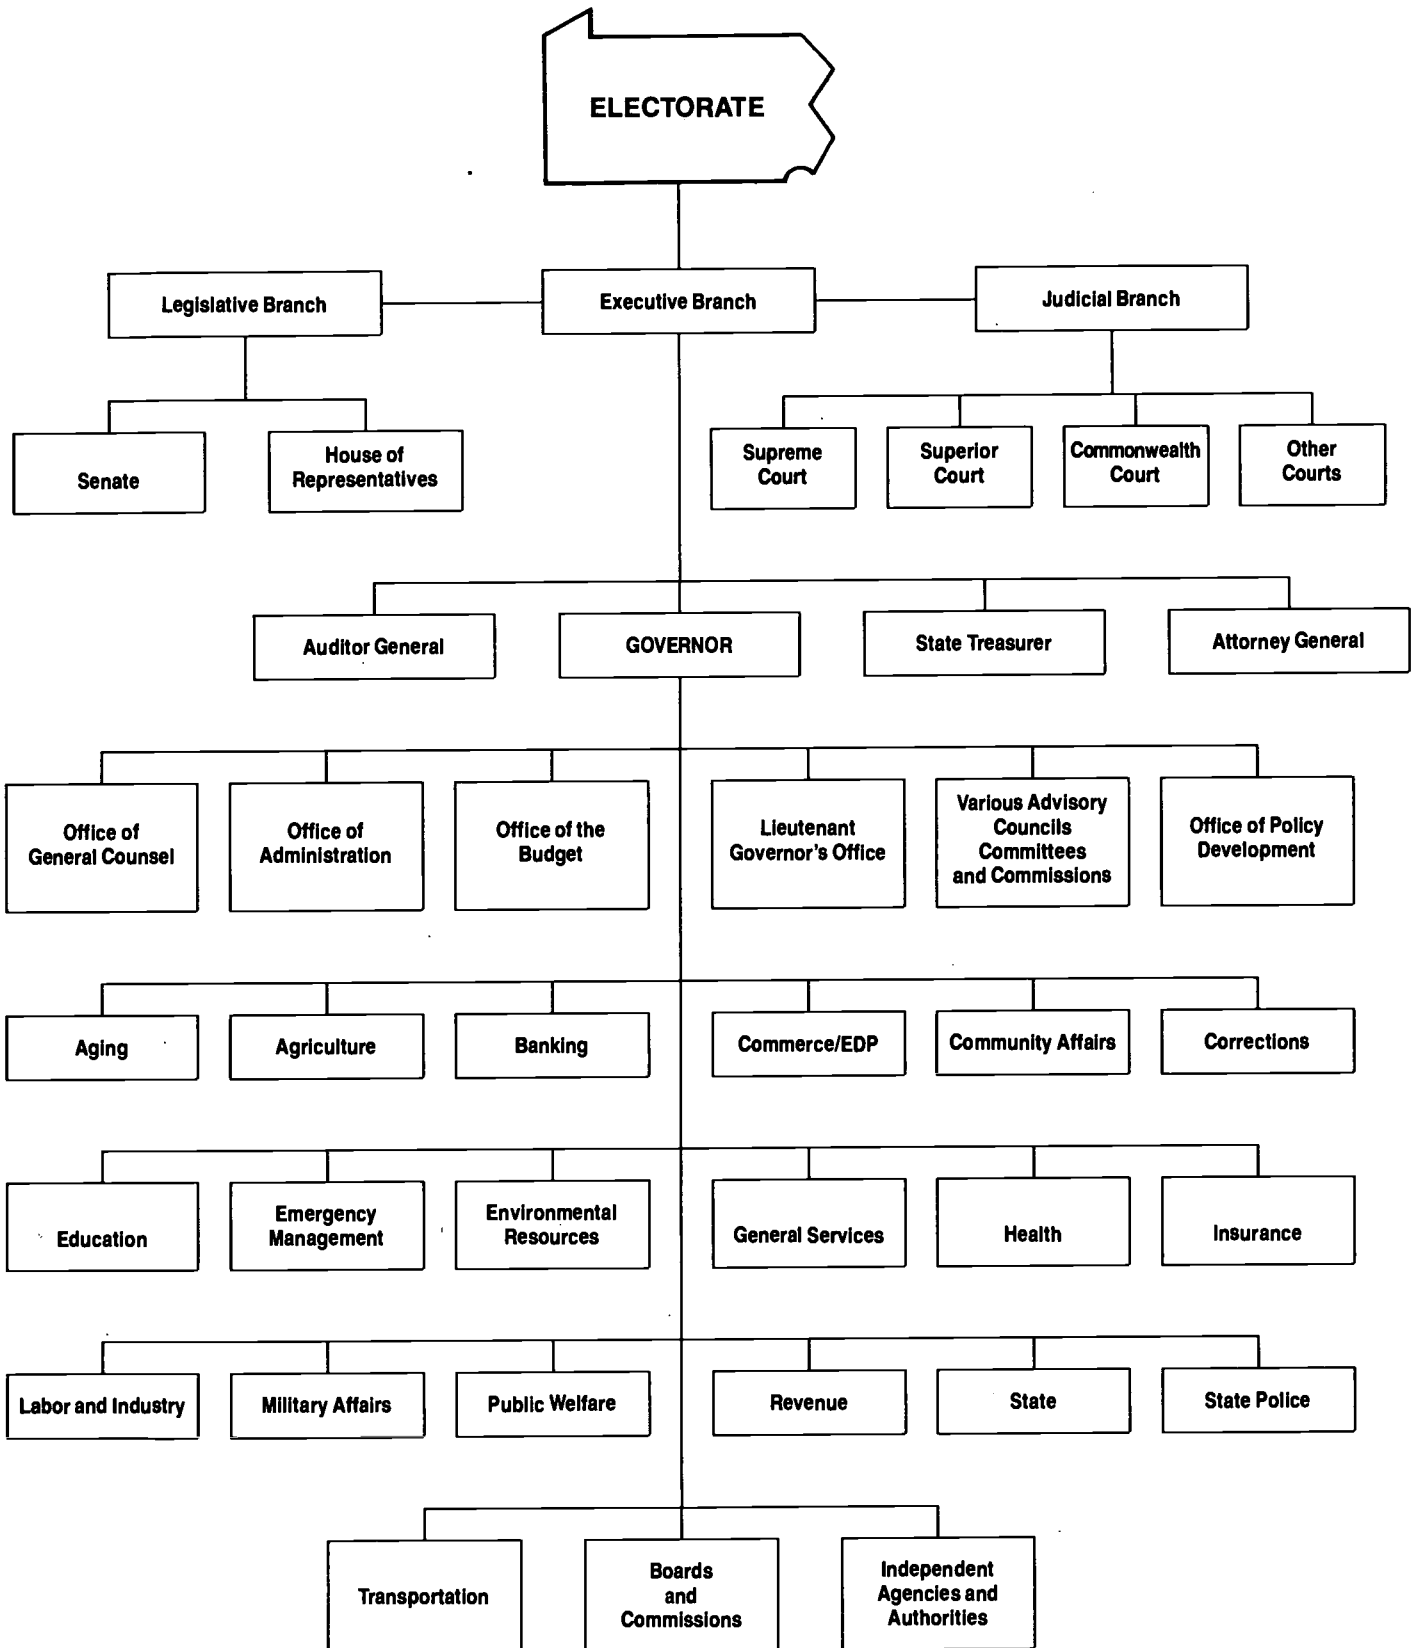 ELECTORATE
Legislative Branch
Executive Branch
Judicial Branch
Senate
House of
Representatives
Supreme
Court
Superior
Court
Commonwealth
Court
Other
Courts
Auditor General
GOVERNOR
State Treasurer
Attorney General
Office of
General Counsel
Office of
Administration
Office of the
Budget
Lieutenant
Governor's Office
Various Advisory
Councils
Committees
and Commissions
Office of Policy
Development
Aging
Agriculture
Banking
Commerce/EDP
Community Affairs
Corrections
Education
Emergency
Management
Environmental
Resources
General Services
Health
Insurance
Labor and Industry
Military Affairs
Public Welfare
Revenue
State
State Police
Transportation
Boards
and
Commissions
Independent
Agencies and
Authorities